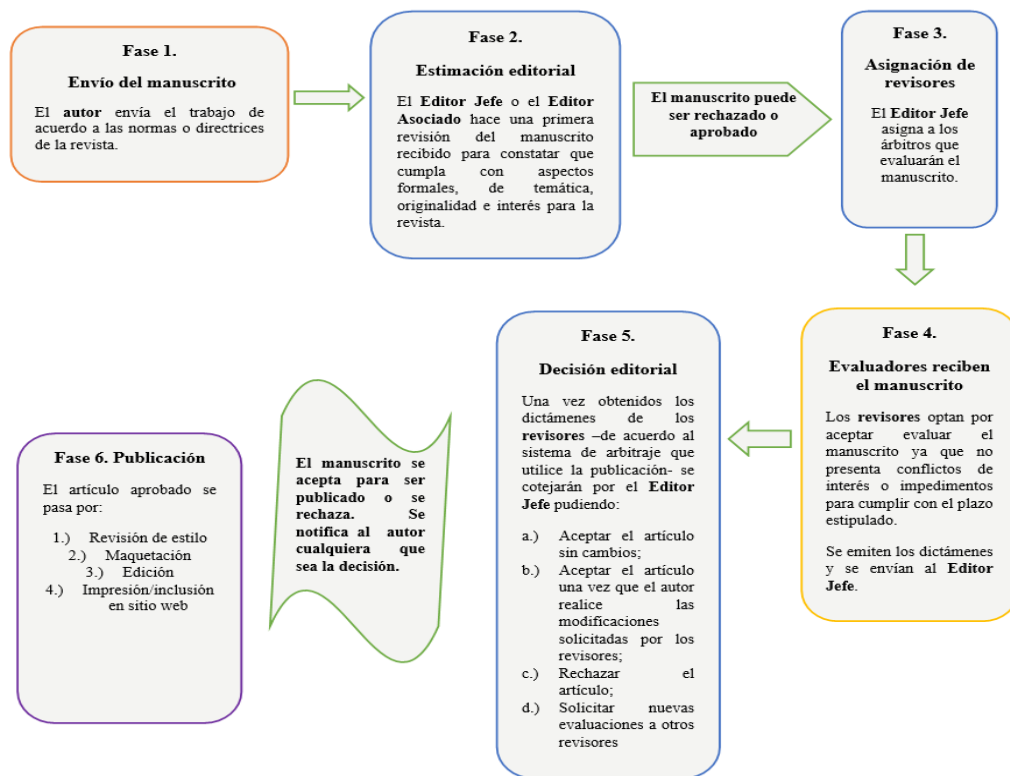 Fase 1.
Envío del manuscrito
El autor envía el trabajo de
acuerdo a las normas o directrices
de la revista.
Fase 2.
Estimación editorial
El Editor Jefe o el Editor
Asociado hace una primera
revisión del manuscrito
recibido para constatar que
cumpla con aspectos
formales, de temática,
originalidad e interés para la
revista.
El manuscrito puede
ser rechazado o
aprobado
Fase 3.
Asignación de
revisores
El Editor Jefe
asigna a los
árbitros que
evaluarán el
manuscrito.
Fase 4.
Evaluadores reciben
el manuscrito
Los revisores optan por
aceptar evaluar el
manuscrito ya que no
presenta conflictos de
interés o impedimentos
para cumplir con el plazo
estipulado.
Se emiten los dictámenes
y se envían al Editor
Jefe.
Fase 5.
Decisión editorial
Una vez obtenidos los
dictámenes de los
revisores –de acuerdo al
sistema de arbitraje que
utilice la publicación- se
cotejarán por el Editor
Jefe pudiendo:
a.) Aceptar el artículo
sin cambios;
b.) Aceptar el artículo
una vez que el autor
realice las
modificaciones
solicitadas por los
revisores;
c.) Rechazar el
artículo;
d.) Solicitar nuevas
evaluaciones a otros
revisores
El manuscrito se
acepta para ser
publicado o se
rechaza. Se
notifica al autor
cualquiera que
sea la decisión.
Fase 6. Publicación
El artículo aprobado se
pasa por:
1.) Revisión de estilo
2.) Maquetación
3.) Edición
4.) Impresión/inclusión
en sitio web